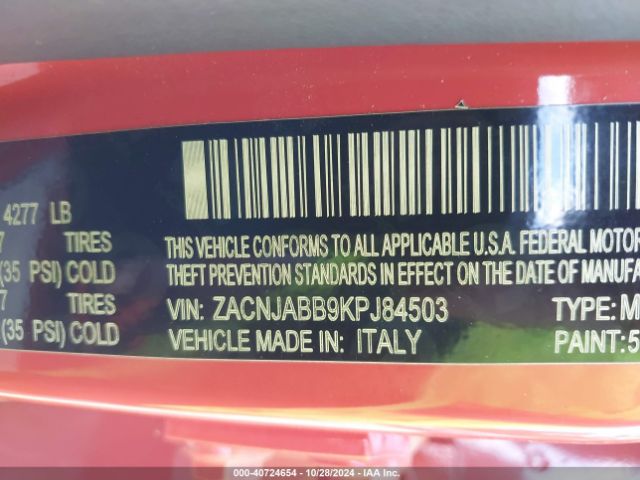 4277 LB
7 TIRES
(35 PSI) COLD
7 TIRES
(35 PSI) COLD
THIS VEHICLE CONFORMS TO ALL APPLICABLE U.S.A. FEDERAL MOTOR
THEFT PREVENTION STANDARDS IN EFFECT ON THE DATE OF MANUFA
VIN: ZACNJABB9KPJ84503 TYPE: M
VEHICLE MADE IN: ITALY PAINT: 5
000-40724654 | 10/28/2024 - IAA Inc.